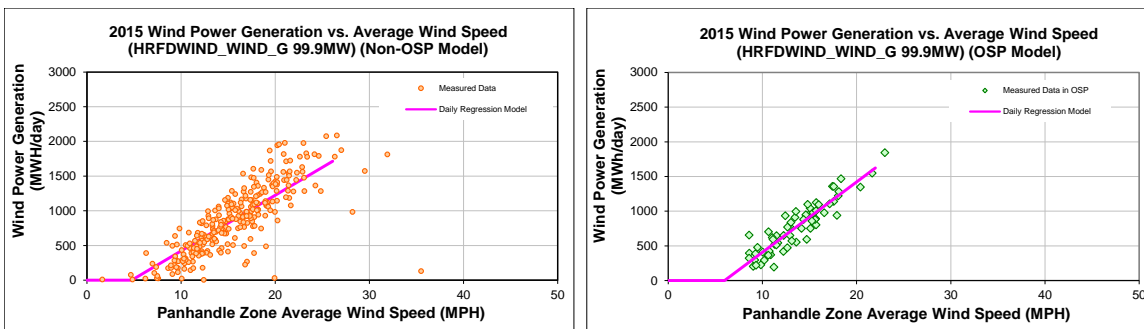 2015 Wind Power Generation vs. Average Wind Speed
(HRFDWIND_WIND_G 99.9MW) (Non-OSP Model)
3000
2500
2000
1500
1000
500
0
Wind Power Generation
(MWH/day)
Measured Data
Daily Regression Model
0 10 20 30 40 50
Panhandle Zone Average Wind Speed (MPH)
2015 Wind Power Generation vs. Average Wind Speed
(HRFDWIND_WIND_G 99.9MW) (OSP Model)
3000
2500
2000
1500
1000
500
0
Wind Power Generation
(MWh/day)
Measured Data in OSP
Daily Regression Model
0 10 20 30 40 50
Panhandle Zone Average Wind Speed (MPH)